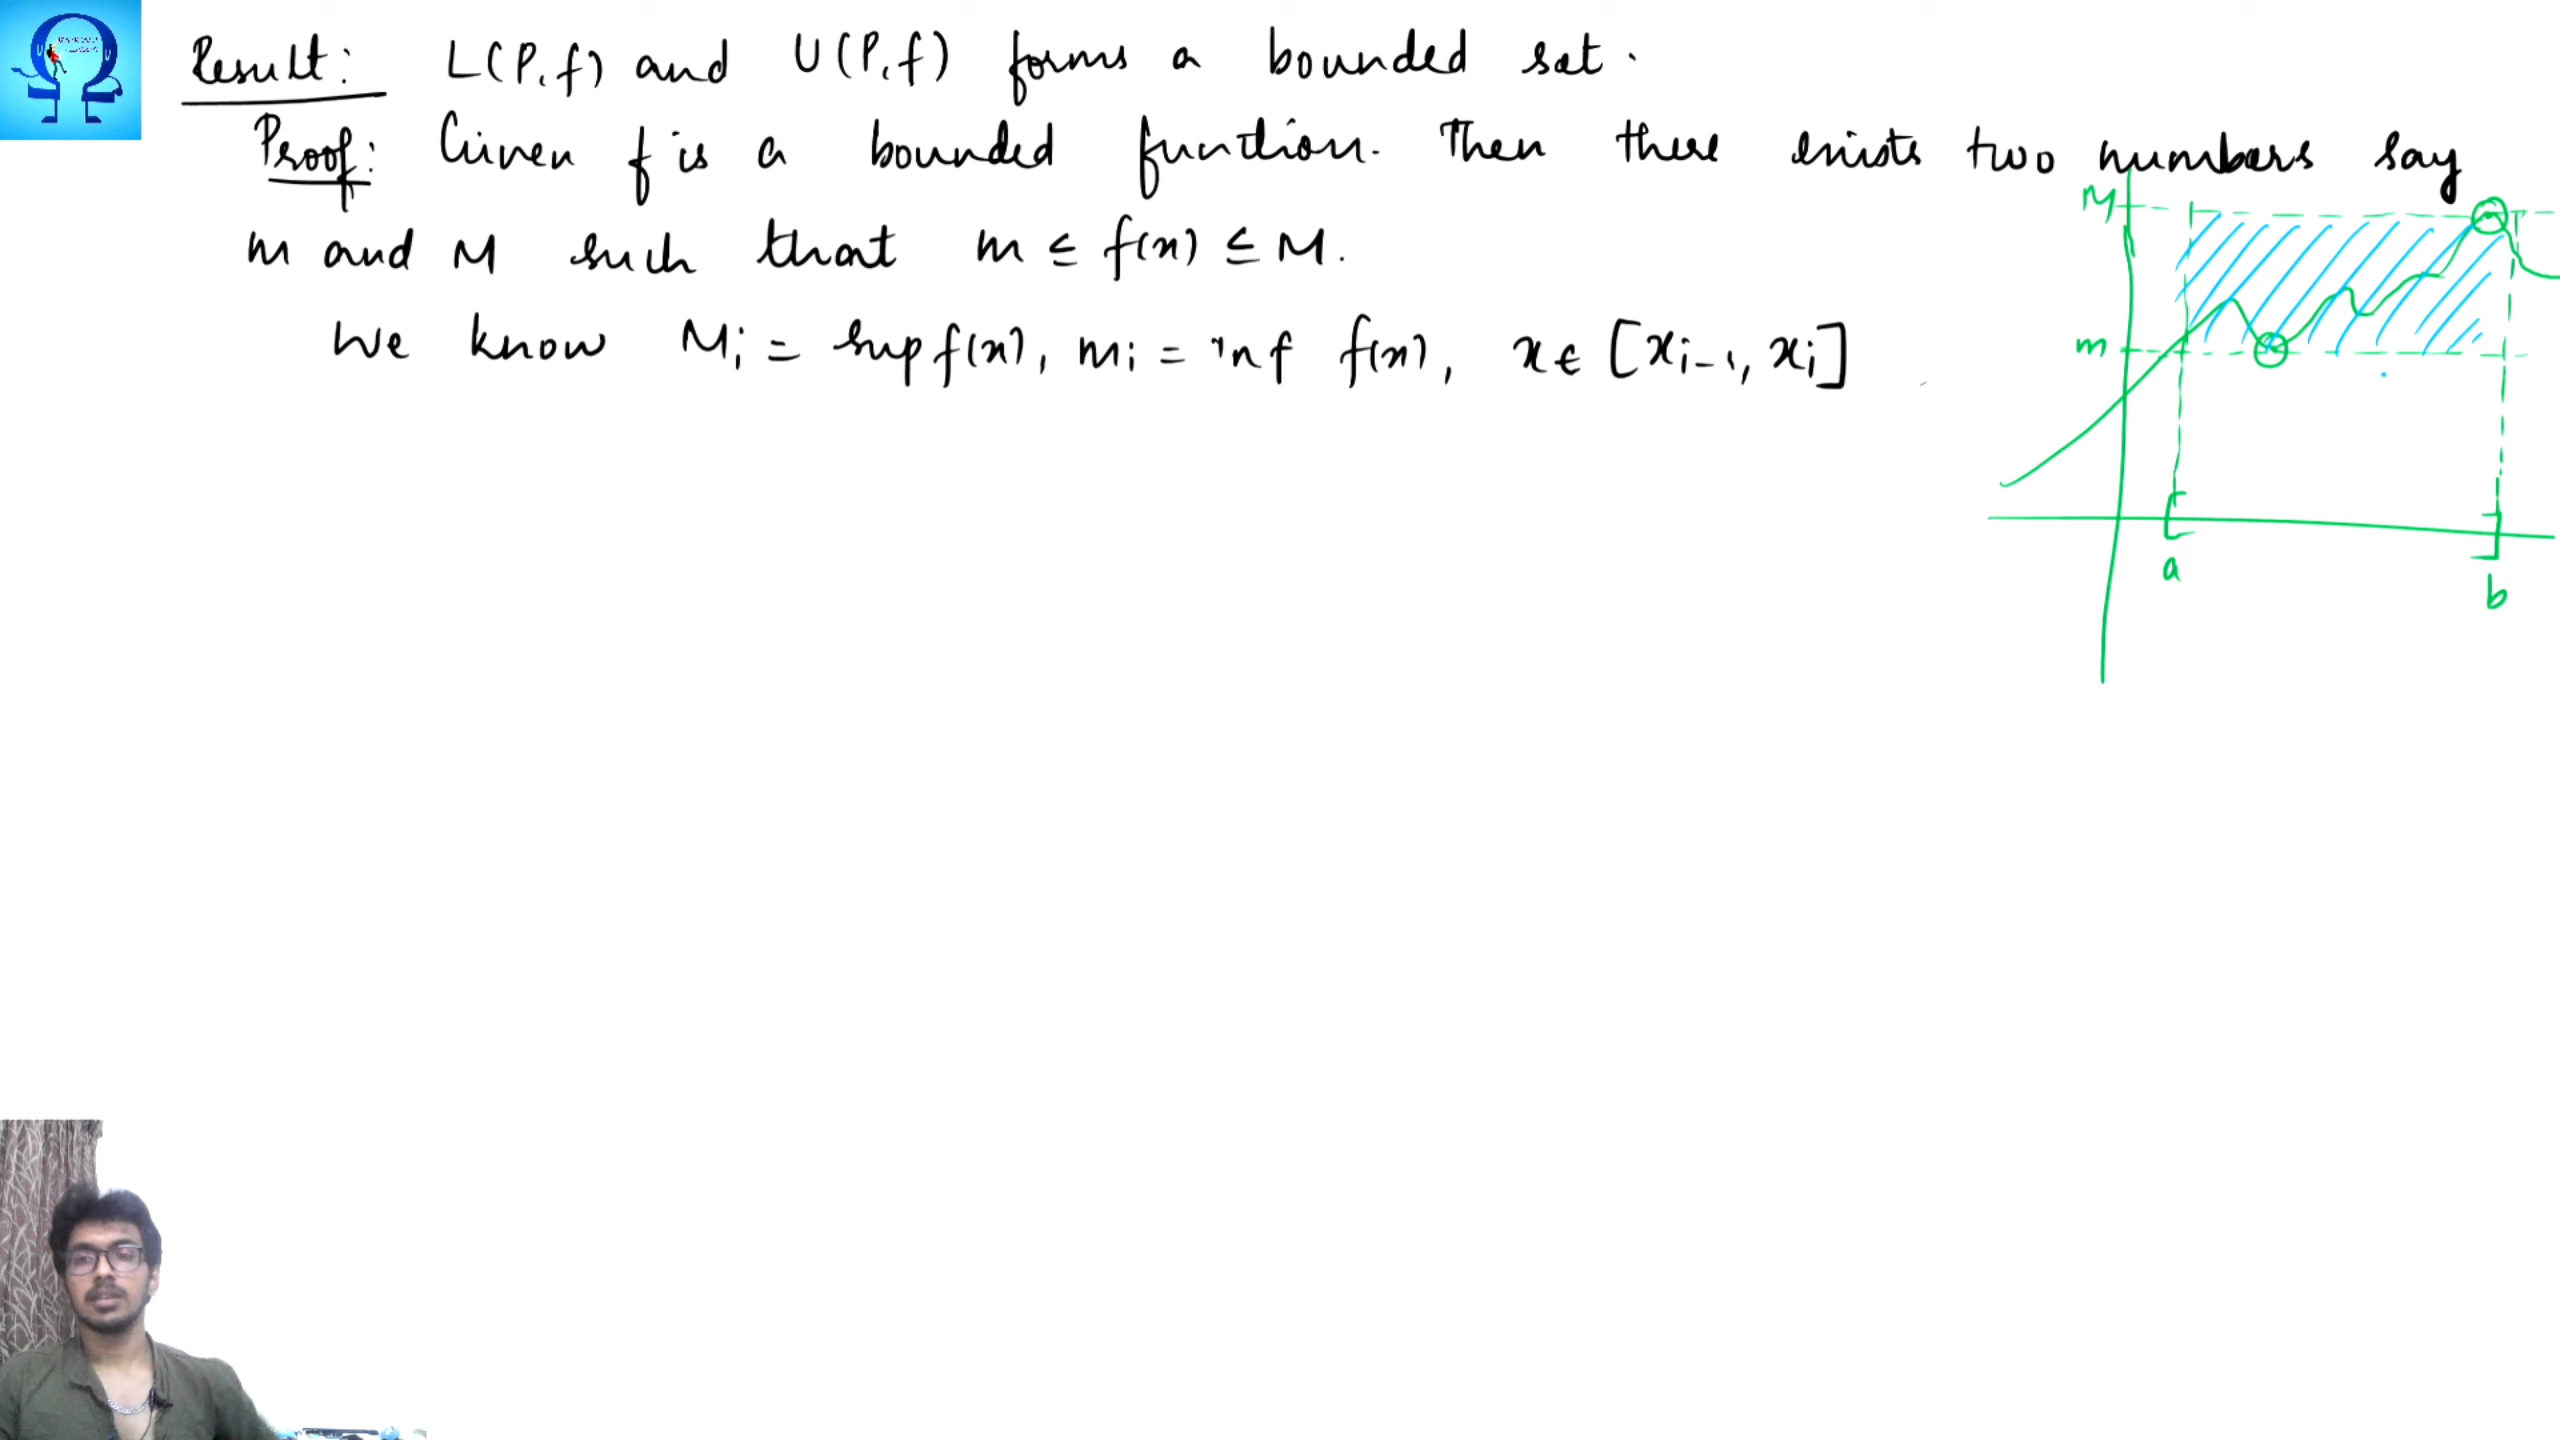 Result: L(P,f) and U(P,f) forms a bounded set.
Proof: Given f is a bounded function. Then there exists two numbers say
m and M such that m ≤ f(x) ≤ M.
We know Mi = sup f(x), mi = inf f(x), x ∈ [xi-1, xi]
M
m
a
b